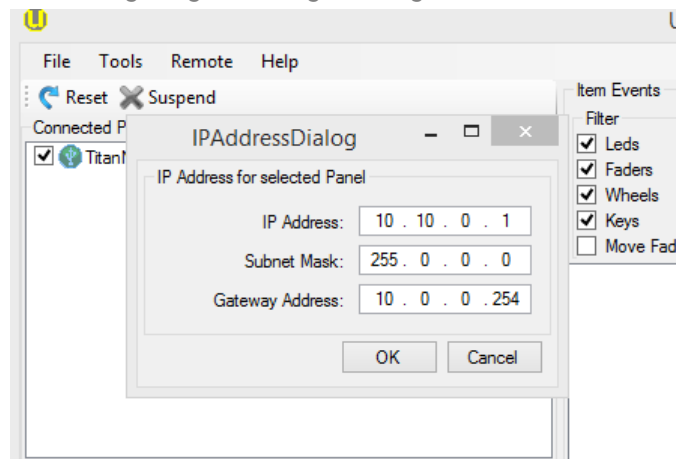 U
File Tools Remote Help
Reset Suspend
Connected P
Titan
IPAddressDialog
IP Address for selected Panel
IP Address: 10 . 10 . 0 . 1
Subnet Mask: 255 . 0 . 0 . 0
Gateway Address: 10 . 0 . 0 . 254
OK Cancel
Item Events
Filter
Leds
Faders
Wheels
Keys
Move Fad